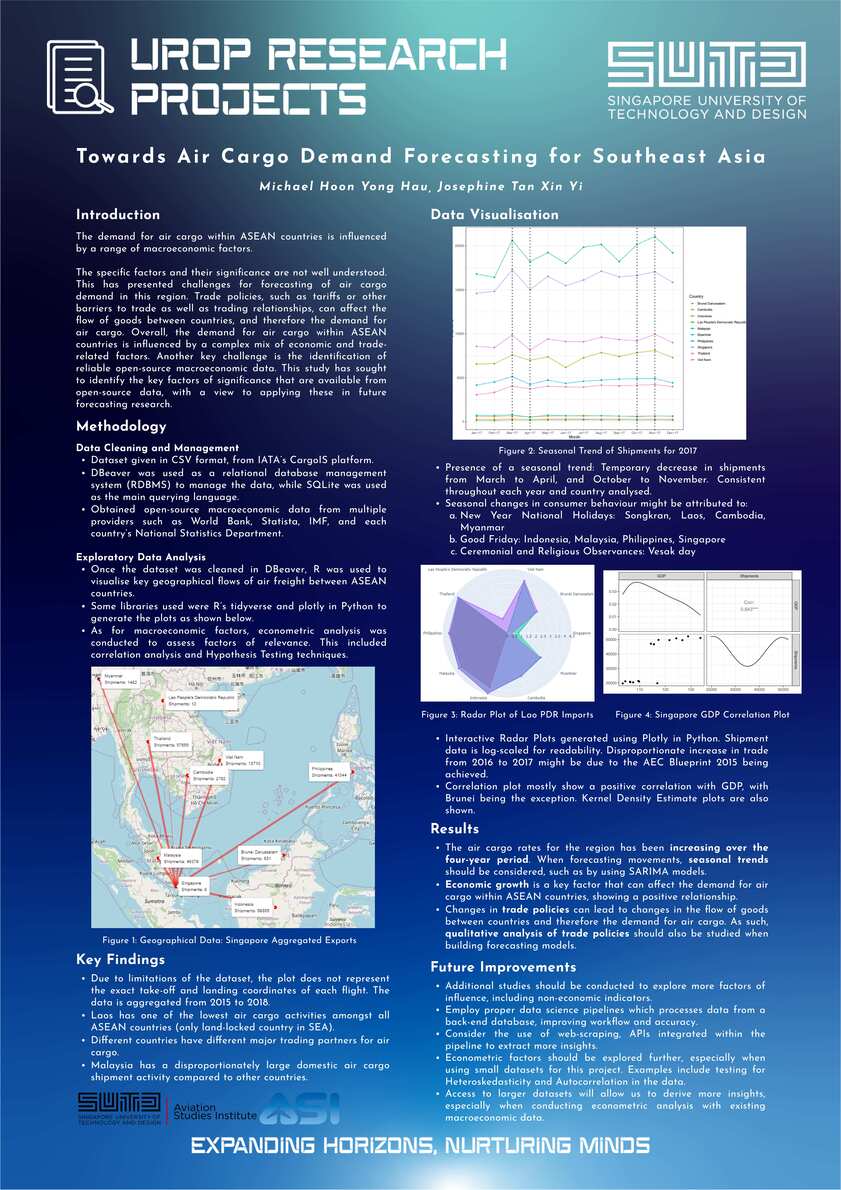 UROP RESEARCH
PROJECTS
SUTD
SINGAPORE UNIVERSITY OF
TECHNOLOGY AND DESIGN
Towards Air Cargo Demand Forecasting for Southeast Asia
Michael Hoon Yong Hau, Josephine Tan Xin Yi
Introduction
The demand for air cargo within ASEAN countries is influenced
by a range of macroeconomic factors.
The specific factors and their significance are not well understood.
This has presented challenges for forecasting of air cargo
demand in this region. Trade policies, such as tariffs or other
barriers to trade as well as trading relationships, can affect the
flow of goods between countries, and therefore the demand for
air cargo. Overall, the demand for air cargo within ASEAN
countries is influenced by a complex mix of economic and trade-
related factors. Another key challenge is the identification of
reliable open-source macroeconomic data. This study has sought
to identify the key factors of significance that are available from
open-source data, with a view to applying these in future
forecasting research.
Methodology
Data Cleaning and Management
• Dataset given in CSV format, from IATA's CargoIS platform.
• DBeaver was used as a relational database management
system (RDBMS) to manage the data, while SQLite was used
as the main querying language.
• Obtained open-source macroeconomic data from multiple
providers such as World Bank, Statista, IMF, and each
country's National Statistics Department.
Exploratory Data Analysis
• Once the dataset was cleaned in DBeaver, R was used to
visualise key geographical flows of air freight between ASEAN
countries.
• Some libraries used were R's tidyverse and plotly in Python to
generate the plots as shown below.
• As for macroeconomic factors, econometric analysis was
conducted to assess factors of relevance. This included
correlation analysis and Hypothesis Testing techniques.
Myanmar
Lao People's Democratic Republic
Shipments: 12
Thailand
Viet Nam
Cambodia
Philippines
Malaysia
Brunei Darussalam
Singapore
Shipments: 0
Indonesia
Figure 1: Geographical Data: Singapore Aggregated Exports
Key Findings
• Due to limitations of the dataset, the plot does not represent
the exact take-off and landing coordinates of each flight. The
data is aggregated from 2015 to 2018.
• Laos has one of the lowest air cargo activities amongst all
ASEAN countries (only land-locked country in SEA).
• Different countries have different major trading partners for air
cargo.
• Malaysia has a disproportionately large domestic air cargo
shipment activity compared to other countries.
SUTD
SINGAPORE UNIVERSITY OF
TECHNOLOGY AND DESIGN
Aviation
Studies Institute
ASI
Data Visualisation
Country
Brunei Darussalam
Cambodia
Indonesia
Lao People's Democratic Republic
Malaysia
Myanmar
Philippines
Singapore
Thailand
Viet Nam
Month
Figure 2: Seasonal Trend of Shipments for 2017
• Presence of a seasonal trend: Temporary decrease in shipments
from March to April, and October to November. Consistent
throughout each year and country analysed.
• Seasonal changes in consumer behaviour might be attributed to:
a. New Year National Holidays: Songkran, Laos, Cambodia,
Myanmar
b. Good Friday: Indonesia, Malaysia, Philippines, Singapore
c. Ceremonial and Religious Observances: Vesak day
Lao People's Democratic Republic
Viet Nam
Thailand
Brunei Darussalam
Philippines
Singapore
Malaysia
Myanmar
Indonesia
Cambodia
GDP
Shipments
Corr:
GDP
Shipments
Figure 3: Radar Plot of Lao PDR Imports
Figure 4: Singapore GDP Correlation Plot
• Interactive Radar Plots generated using Plotly in Python. Shipment
data is log-scaled for readability. Disproportionate increase in trade
from 2016 to 2017 might be due to the AEC Blueprint 2015 being
achieved.
• Correlation plot mostly show a positive correlation with GDP, with
Brunei being the exception. Kernel Density Estimate plots are also
shown.
Results
• The air cargo rates for the region has been increasing over the
four-year period. When forecasting movements, seasonal trends
should be considered, such as by using SARIMA models.
• Economic growth is a key factor that can affect the demand for air
cargo within ASEAN countries, showing a positive relationship.
• Changes in trade policies can lead to changes in the flow of goods
between countries and therefore the demand for air cargo. As such,
qualitative analysis of trade policies should also be studied when
building forecasting models.
Future Improvements
• Additional studies should be conducted to explore more factors of
influence, including non-economic indicators.
• Employ proper data science pipelines which processes data from a
back-end database, improving workflow and accuracy.
• Consider the use of web-scraping, APIs integrated within the
pipeline to extract more insights.
• Econometric factors should be explored further, especially when
using small datasets for this project. Examples include testing for
Heteroskedasticity and Autocorrelation in the data.
• Access to larger datasets will allow us to derive more insights,
especially when conducting econometric analysis with existing
macroeconomic data.
EXPANDING HORIZONS, NURTURING MINDS